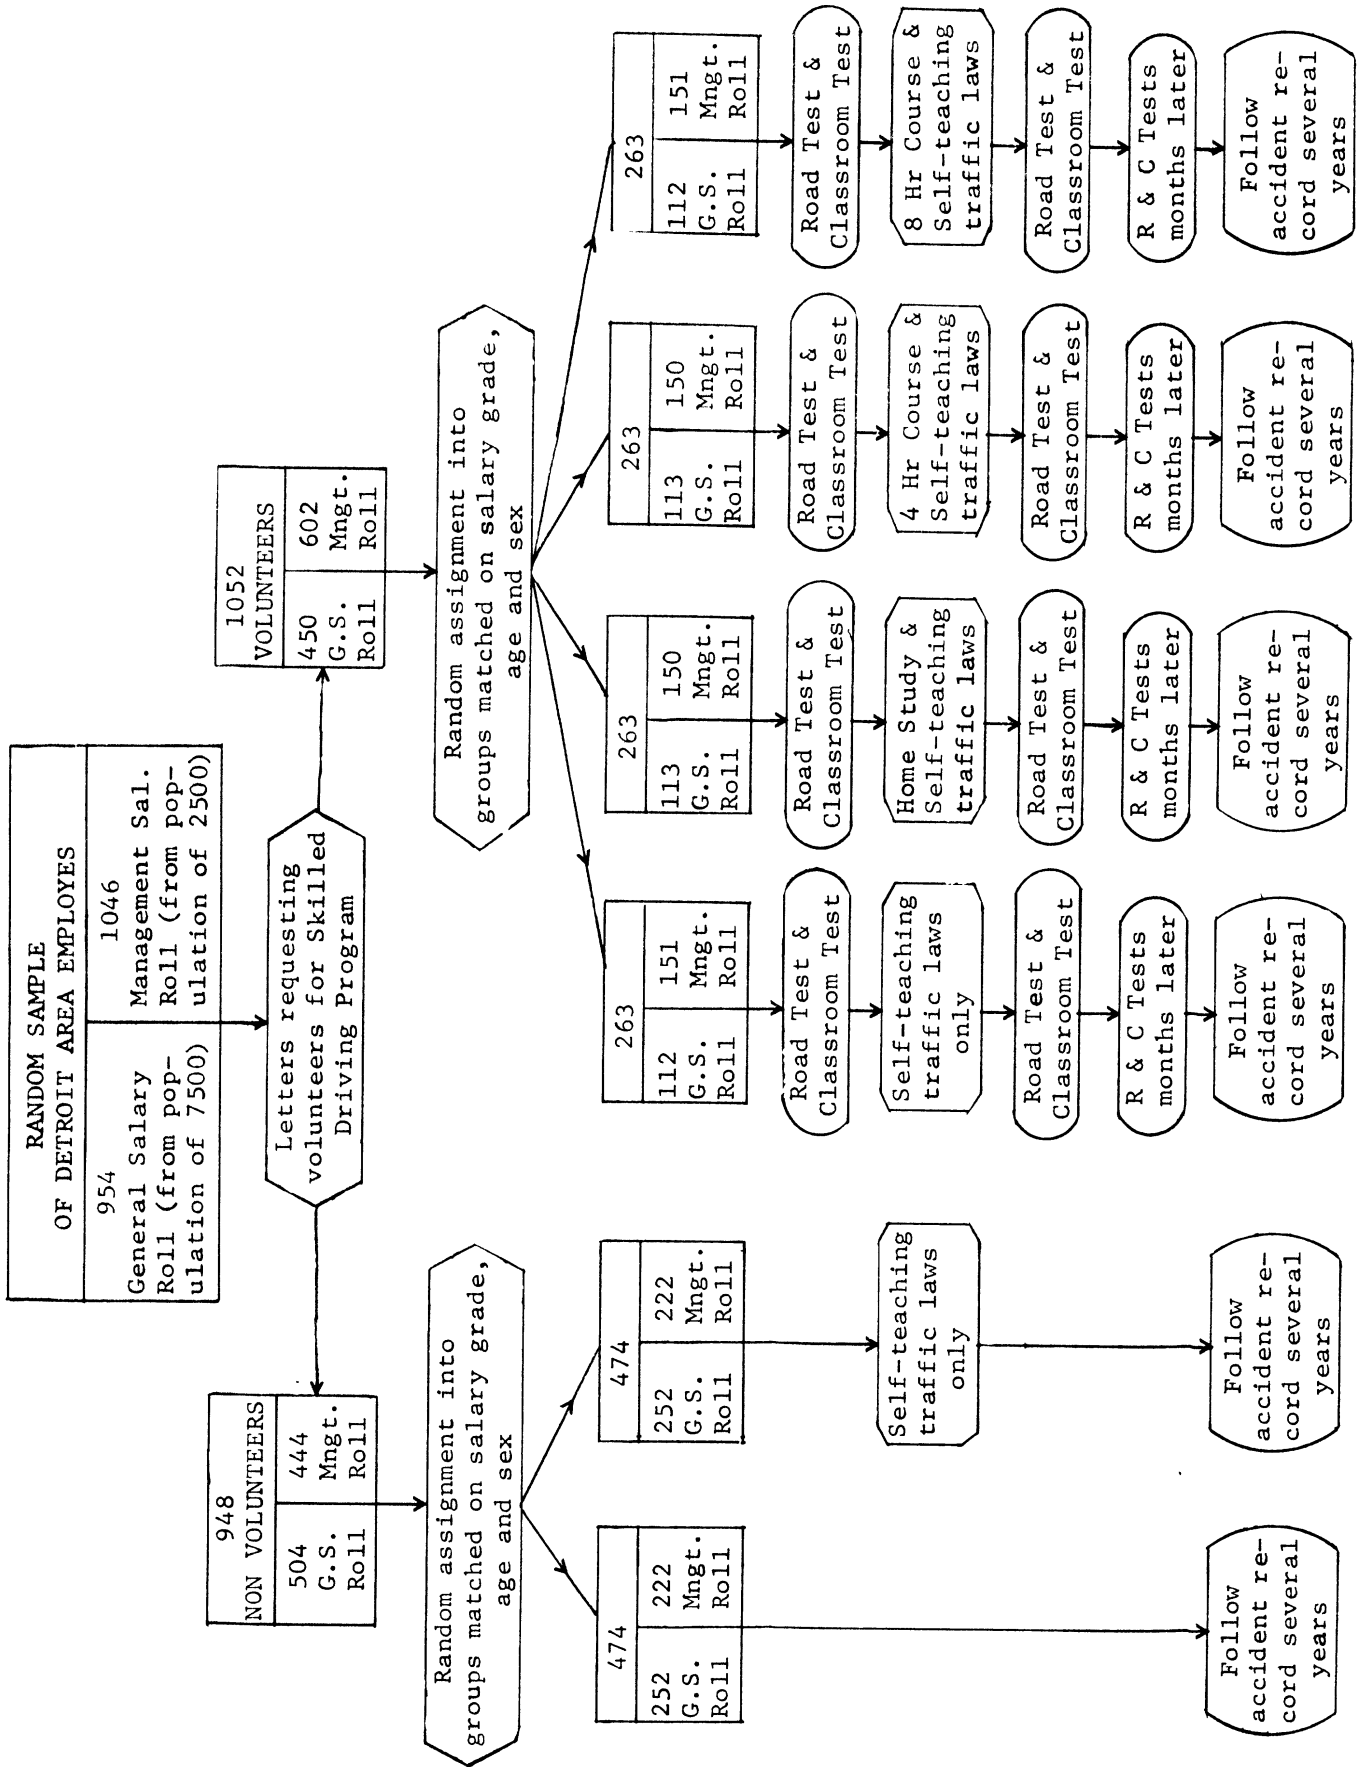 RANDOM SAMPLE
OF DETROIT AREA EMPLOYES
954
General Salary
Roll (from pop-
ulation of 7500)
1046
Management Sal.
Roll (from pop-
ulation of 2500)
Letters requesting
volunteers for Skilled
Driving Program
948
NON VOLUNTEERS
504
G.S.
Roll
444
Mngt.
Roll
1052
VOLUNTEERS
450
G.S.
Roll
602
Mngt.
Roll
Random assignment into
groups matched on salary grade,
age and sex
Random assignment into
groups matched on salary grade,
age and sex
474
252
G.S.
Roll
222
Mngt.
Roll
Follow
accident re-
cord several
years
474
252
G.S.
Roll
222
Mngt.
Roll
Self-teaching
traffic laws
only
Follow
accident re-
cord several
years
263
112
G.S.
Roll
151
Mngt.
Roll
Road Test &
Classroom Test
Self-teaching
traffic laws
only
Road Test &
Classroom Test
R & C Tests
months later
Follow
accident re-
cord several
years
263
113
G.S.
Roll
150
Mngt.
Roll
Road Test &
Classroom Test
Home Study &
Self-teaching
traffic laws
Road Test &
Classroom Test
R & C Tests
months later
Follow
accident re-
cord several
years
263
113
G.S.
Roll
150
Mngt.
Roll
Road Test &
Classroom Test
4 Hr Course &
Self-teaching
traffic laws
Road Test &
Classroom Test
R & C Tests
months later
Follow
accident re-
cord several
years
263
112
G.S.
Roll
151
Mngt.
Roll
Road Test &
Classroom Test
8 Hr Course &
Self-teaching
traffic laws
Road Test &
Classroom Test
R & C Tests
months later
Follow
accident re-
cord several
years